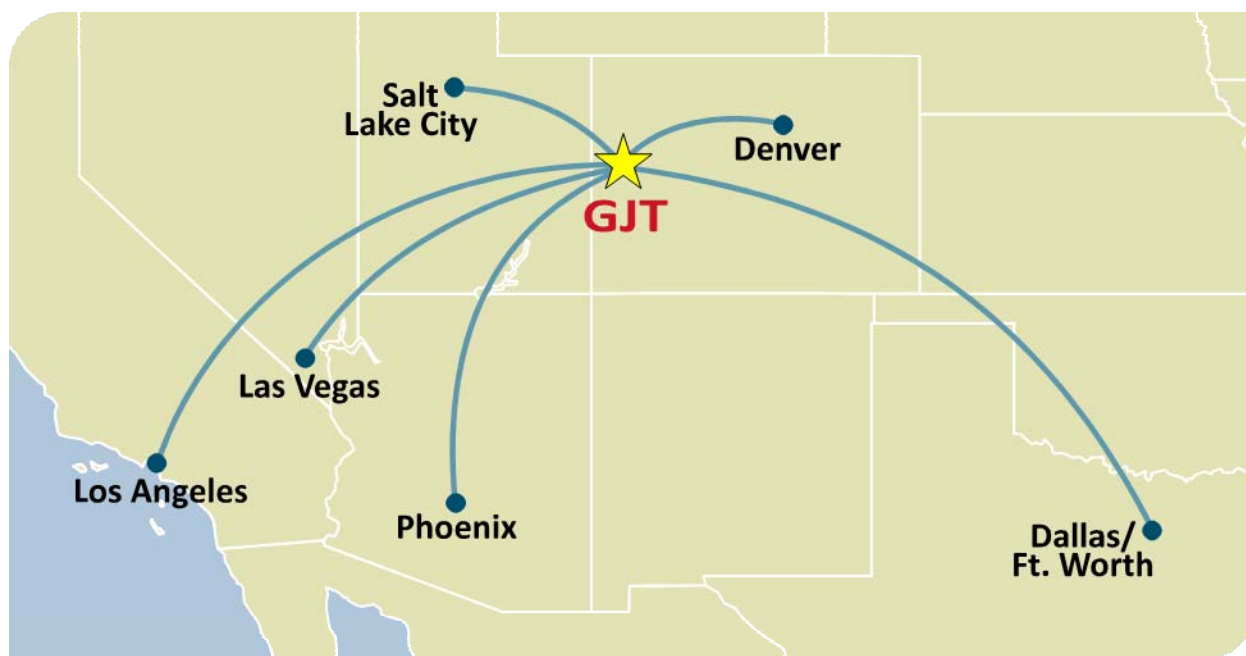 Salt
Lake City
Denver
GJT
Las Vegas
Los Angeles
Phoenix
Dallas/
Ft. Worth